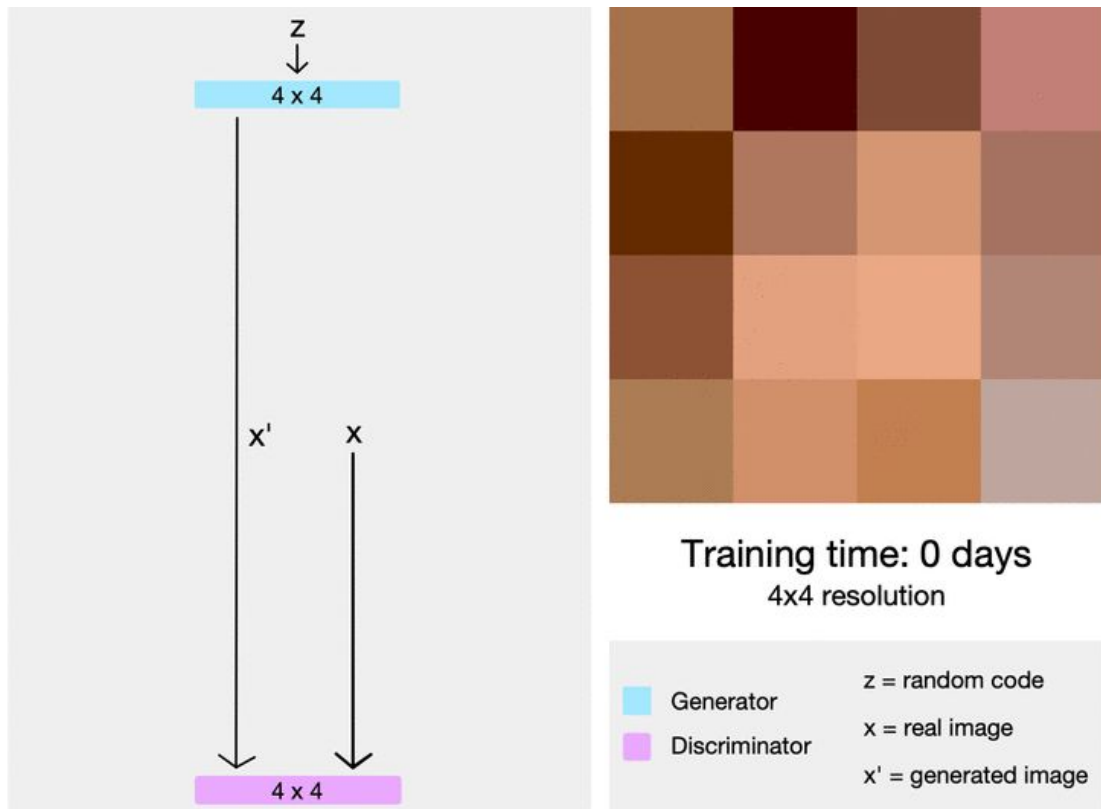 z
4 x 4
x'
x
4 x 4
Training time: 0 days
4x4 resolution
Generator
Discriminator
z = random code
x = real image
x' = generated image